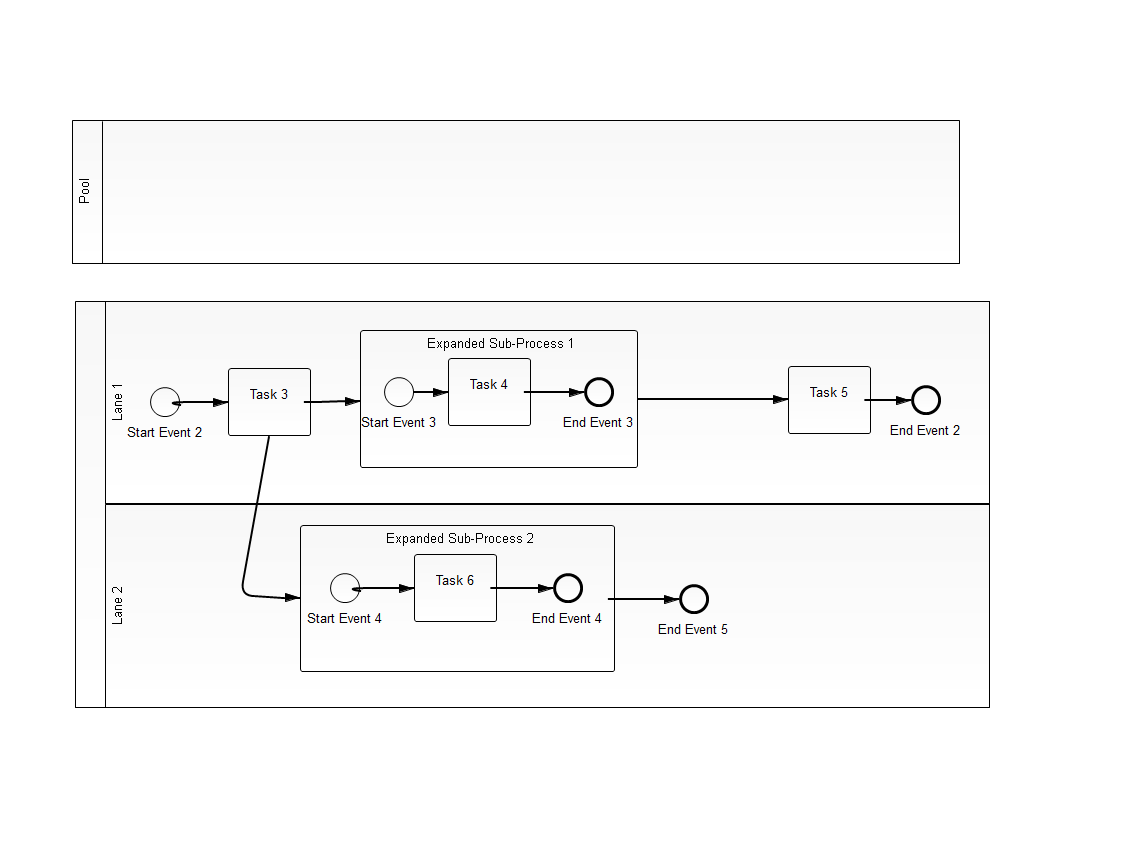 Pool
Lane 1
Start Event 2
Task 3
Expanded Sub-Process 1
Start Event 3
Task 4
End Event 3
Task 5
End Event 2
Lane 2
Expanded Sub-Process 2
Start Event 4
Task 6
End Event 4
End Event 5